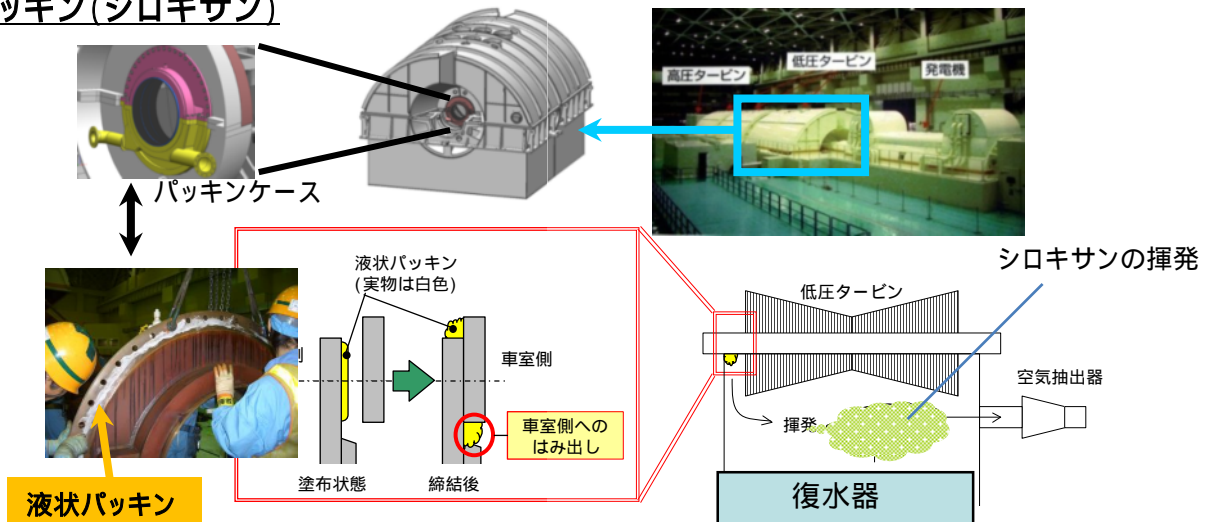 ッキン(シロキサン)
高圧タービン
低圧タービン
発電機
パッキンケース
シロキサンの揮発
液状パッキン
(実物は白色)
低圧タービン
車室側
空気抽出器
車室側への
はみ出し
揮発
塗布状態
締結後
液状パッキン
復水器